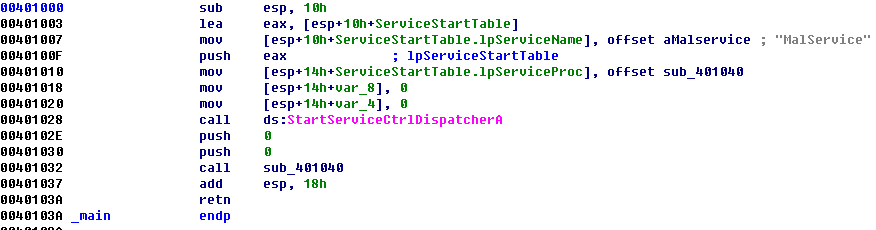 00401000 sub esp, 10h
00401003 lea eax, [esp+10h+ServiceStartTable]
00401007 mov [esp+10h+ServiceStartTable.lpServiceName], offset aMalservice ; "MalService"
0040100F push eax ; lpServiceStartTable
00401010 mov [esp+14h+ServiceStartTable.lpServiceProc], offset sub_401040
00401018 mov [esp+14h+var_8], 0
00401020 mov [esp+14h+var_4], 0
00401028 call ds:StartServiceCtrlDispatcherA
0040102E push 0
00401030 push 0
00401032 call sub_401040
00401037 add esp, 18h
0040103A retn
0040103A _main endp